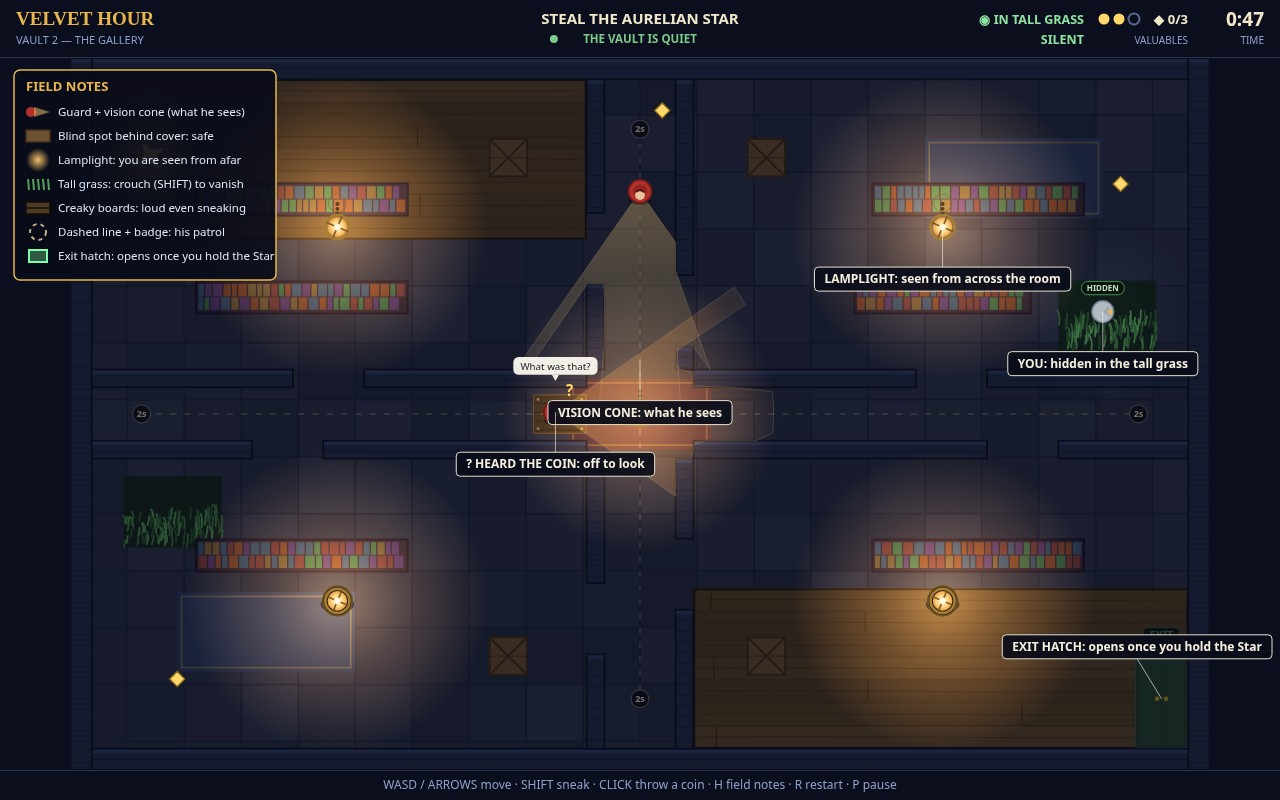 VELVET HOUR
VAULT 2 — THE GALLERY
STEAL THE AURELIAN STAR
THE VAULT IS QUIET
◉ IN TALL GRASS
SILENT
◆ 0/3
VALUABLES
0:47
TIME
FIELD NOTES
Guard + vision cone (what he sees)
Blind spot behind cover: safe
Lamplight: you are seen from afar
Tall grass: crouch (SHIFT) to vanish
Creaky boards: loud even sneaking
Dashed line + badge: his patrol
Exit hatch: opens once you hold the Star
2s
LAMPLIGHT: seen from across the room
HIDDEN
YOU: hidden in the tall grass
What was that?
?
2s
VISION CONE: what he sees
2s
? HEARD THE COIN: off to look
EXIT
EXIT HATCH: opens once you hold the Star
2s
WASD / ARROWS move · SHIFT sneak · CLICK throw a coin · H field notes · R restart · P pause